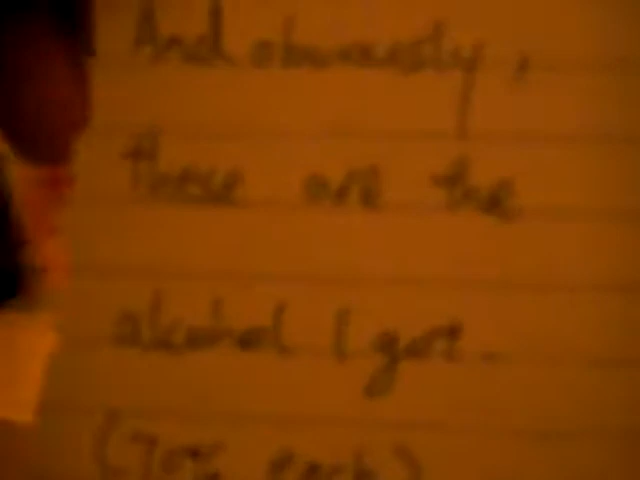 And obviously,
these are the
alcohol I got.
(70% each)